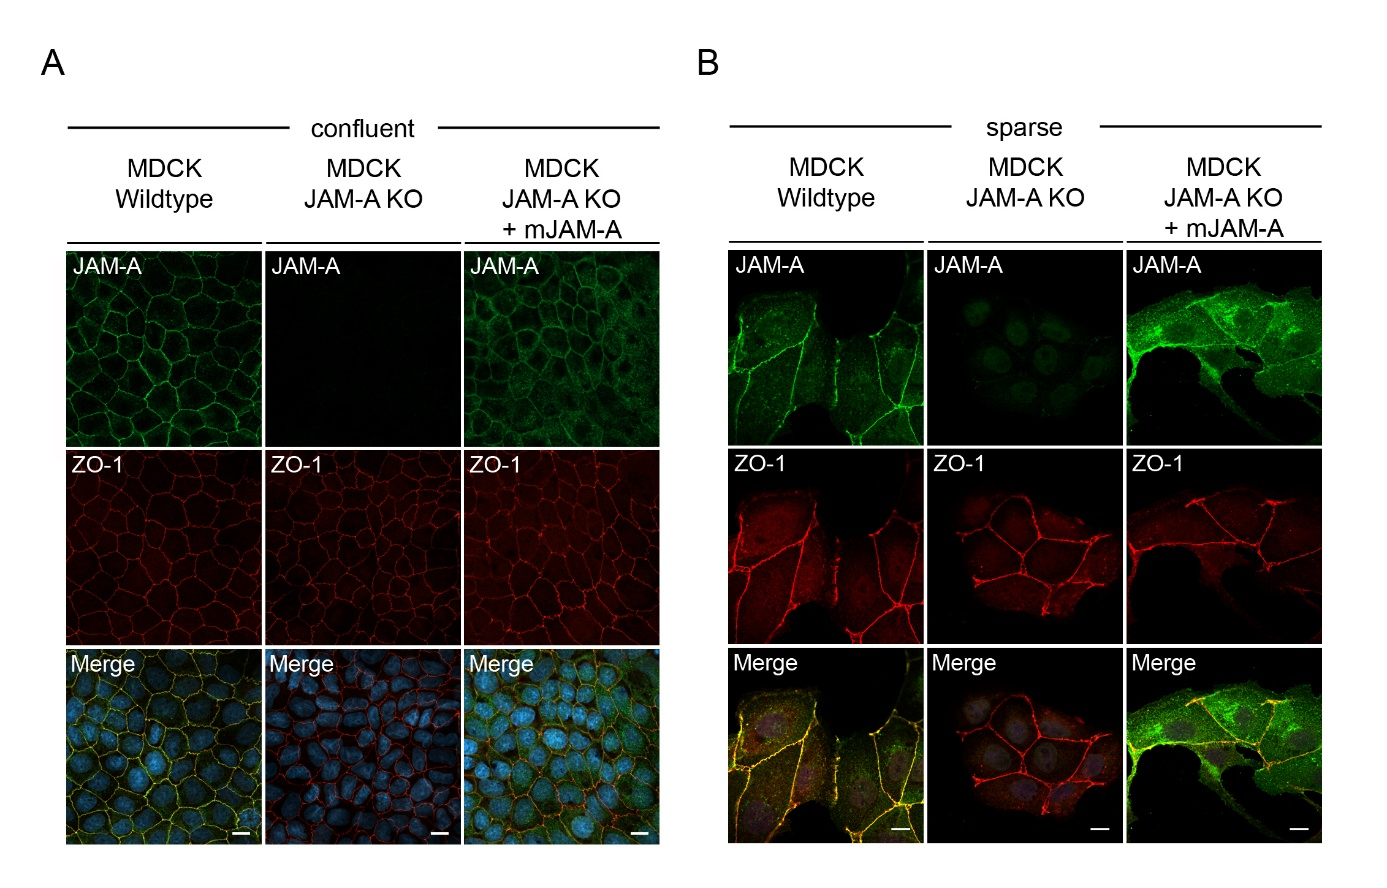 A
confluent
MDCK
Wildtype
MDCK
JAM-A KO
MDCK
JAM-A KO
+ mJAM-A
JAM-A
JAM-A
JAM-A
ZO-1
ZO-1
ZO-1
Merge
Merge
Merge
B
sparse
MDCK
Wildtype
MDCK
JAM-A KO
MDCK
JAM-A KO
+ mJAM-A
JAM-A
JAM-A
JAM-A
ZO-1
ZO-1
ZO-1
Merge
Merge
Merge